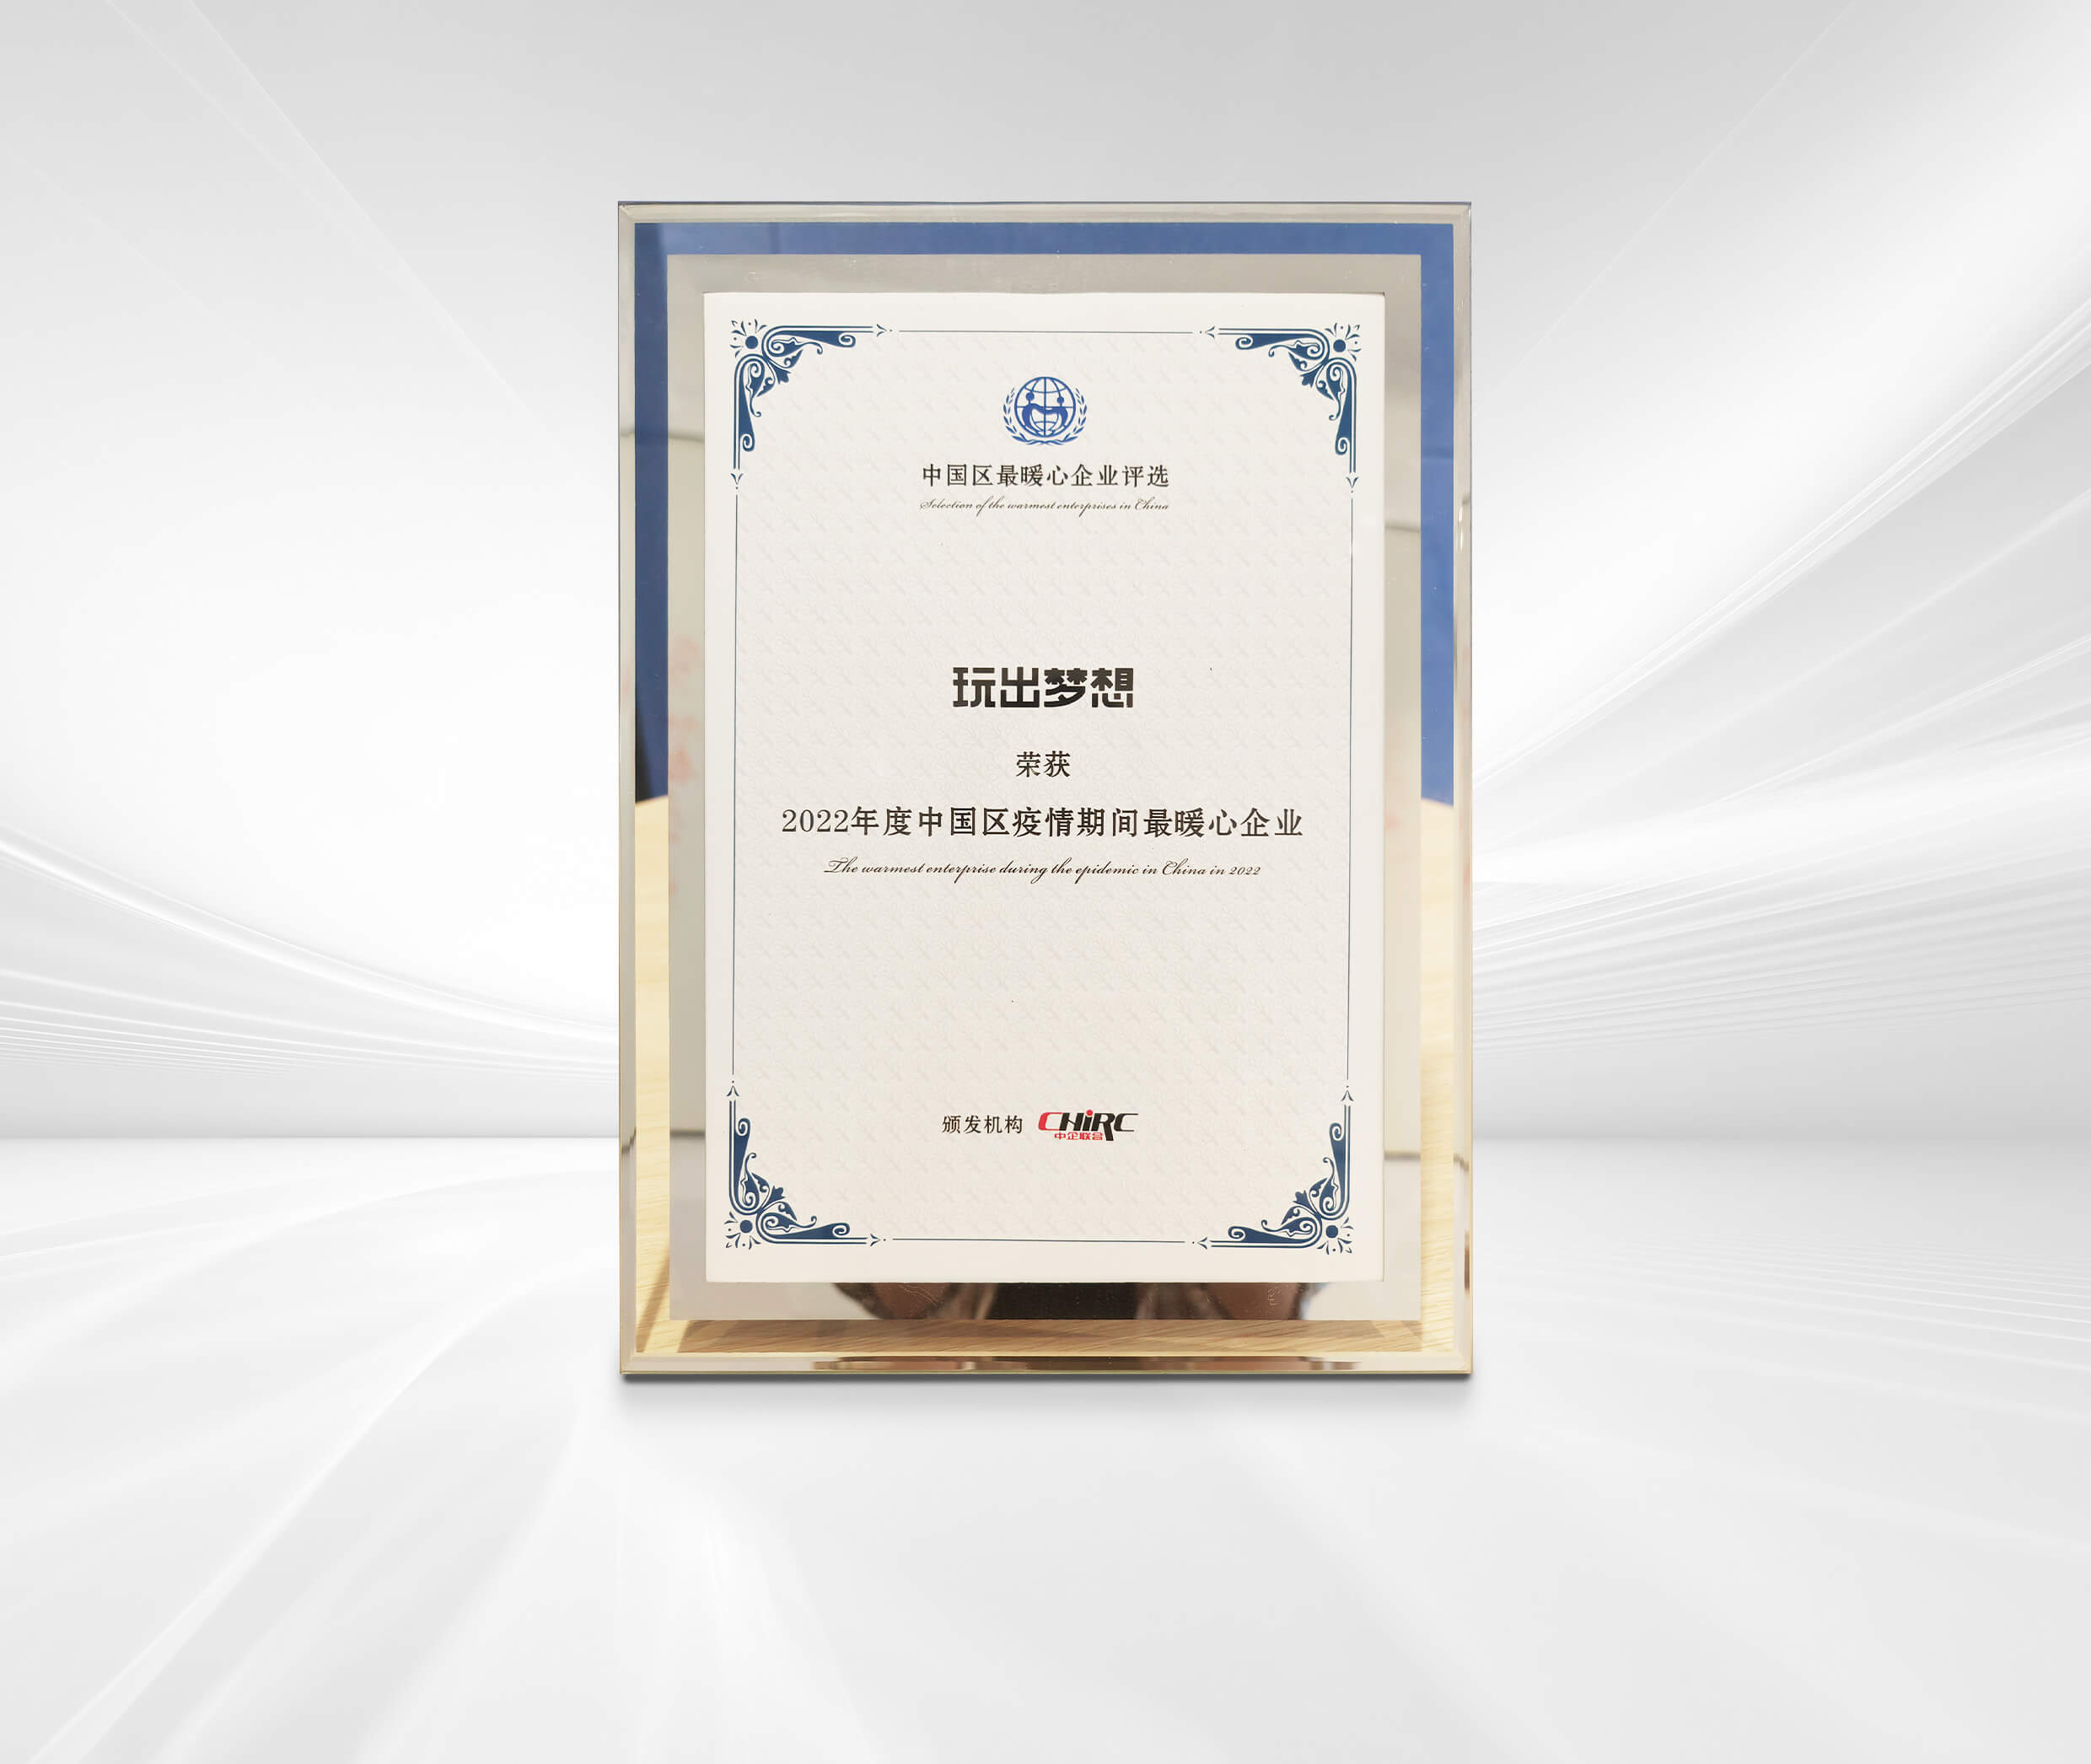 中国区最暖心企业评选
Selection of the warmest enterprises in China
玩出梦想
荣获
2022年度中国区疫情期间最暖心企业
The warmest enterprise during the epidemic in China in 2022
颁发机构 CHiRC
中企联合